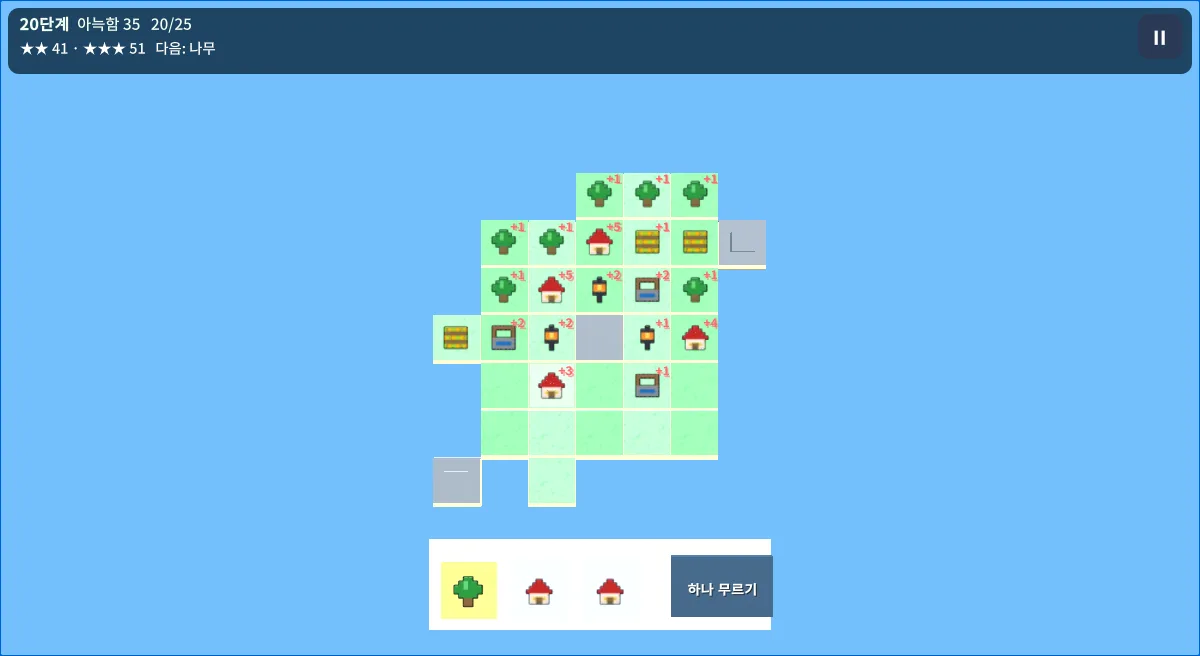 20단계 아늑함 35 20/25
★★ 41 · ★★★ 51 다음: 나무
+1 +1 +1
+1 +1 +5 +1
+1 +5 +2 +2 +1
+2 +2 +1 +4
+3 +1
하나 무르기